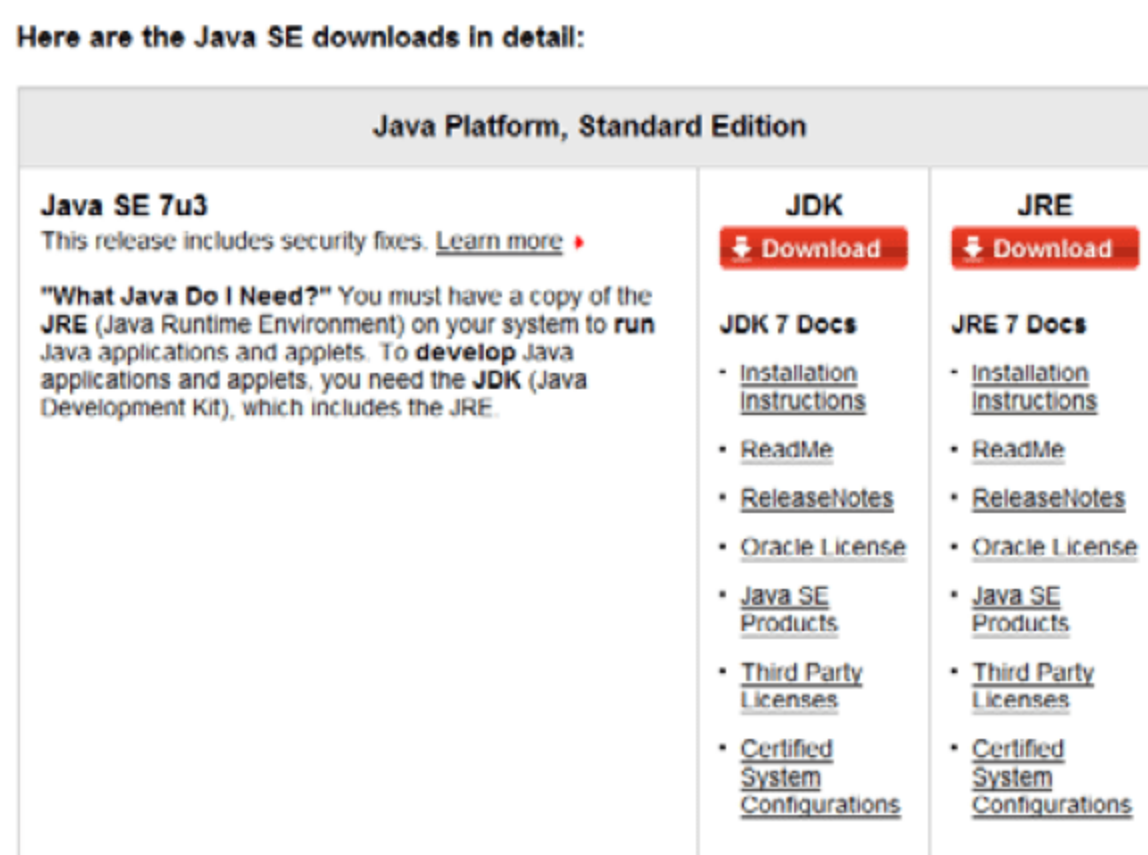 Here are the Java SE downloads in detail:
Java Platform, Standard Edition
Java SE 7u3
This release includes security fixes. Learn more
"What Java Do I Need?" You must have a copy of the
JRE (Java Runtime Environment) on your system to run
Java applications and applets. To develop Java
applications and applets, you need the JDK (Java
Development Kit), which includes the JRE.
JDK
Download
JDK 7 Docs
Installation
Instructions
ReadMe
ReleaseNotes
Oracle License
Java SE
Products
Third Party
Licenses
Certified
System
Configurations
JRE
Download
JRE 7 Docs
Installation
Instructions
ReadMe
ReleaseNotes
Oracle License
Java SE
Products
Third Party
Licenses
Certified
System
Configurations